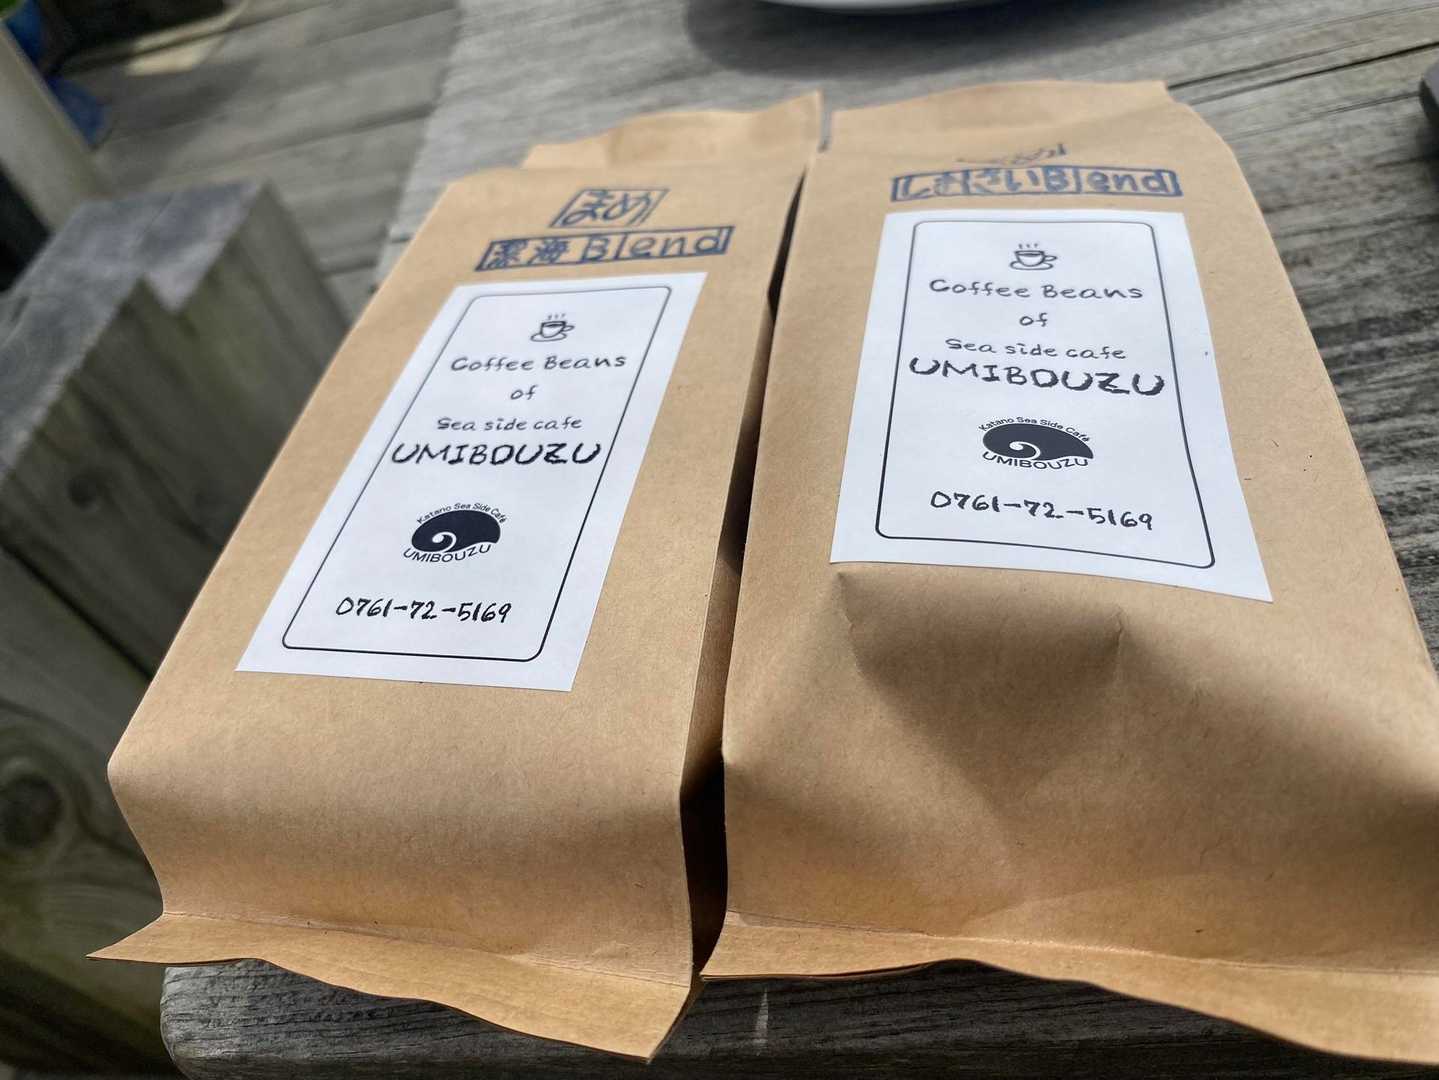 まめ
深海Blend
Coffee Beans
of
Sea side cafe
UMIBOUZU
Katano Sea Side Café
UMIBOUZU
0761-72-5169
まめ
しおさいBlend
Coffee Beans
of
Sea side cafe
UMIBOUZU
Katano Sea Side Café
UMIBOUZU
0761-72-5169